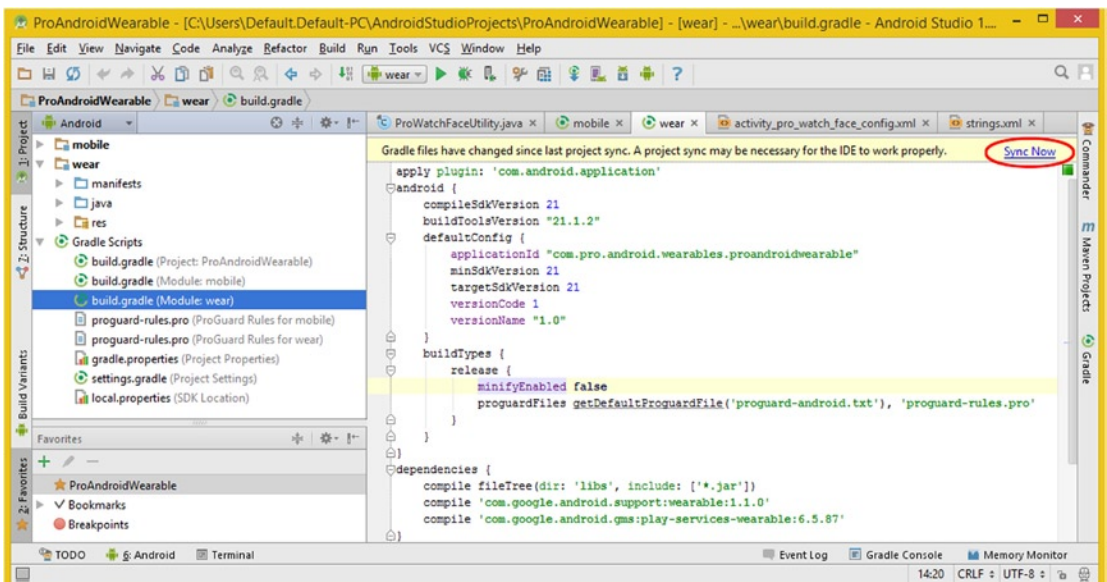 ProAndroidWearable - [C:\Users\Default.Default-PC\AndroidStudioProjects\ProAndroidWearable] - [wear] - ...\wear\build.gradle - Android Studio 1....
File Edit View Navigate Code Analyze Refactor Build Run Tools VCS Window Help
wear
ProAndroidWearable wear build.gradle
1: Project
Z: Structure
Build Variants
2: Favorites
Android
mobile
wear
manifests
java
res
Gradle Scripts
build.gradle (Project: ProAndroidWearable)
build.gradle (Module: mobile)
build.gradle (Module: wear)
proguard-rules.pro (ProGuard Rules for mobile)
proguard-rules.pro (ProGuard Rules for wear)
gradle.properties (Project Properties)
settings.gradle (Project Settings)
local.properties (SDK Location)
Favorites
ProAndroidWearable
Bookmarks
Breakpoints
ProWatchFaceUtility.java mobile wear activity_pro_watch_face_config.xml strings.xml
Gradle files have changed since last project sync. A project sync may be necessary for the IDE to work properly. Sync Now
apply plugin: 'com.android.application'
android {
compileSdkVersion 21
buildToolsVersion "21.1.2"
defaultConfig {
applicationId "com.pro.android.wearables.proandroidwearable"
minSdkVersion 21
targetSdkVersion 21
versionCode 1
versionName "1.0"
}
buildTypes {
release {
minifyEnabled false
proguardFiles getDefaultProguardFile('proguard-android.txt'), 'proguard-rules.pro'
}
}
}
dependencies {
compile fileTree(dir: 'libs', include: ['*.jar'])
compile 'com.google.android.support:wearable:1.1.0'
compile 'com.google.android.gms:play-services-wearable:6.5.87'
}
Commander
Maven Projects
Gradle
TODO 6: Android Terminal Event Log Gradle Console Memory Monitor
14:20 CRLF UTF-8